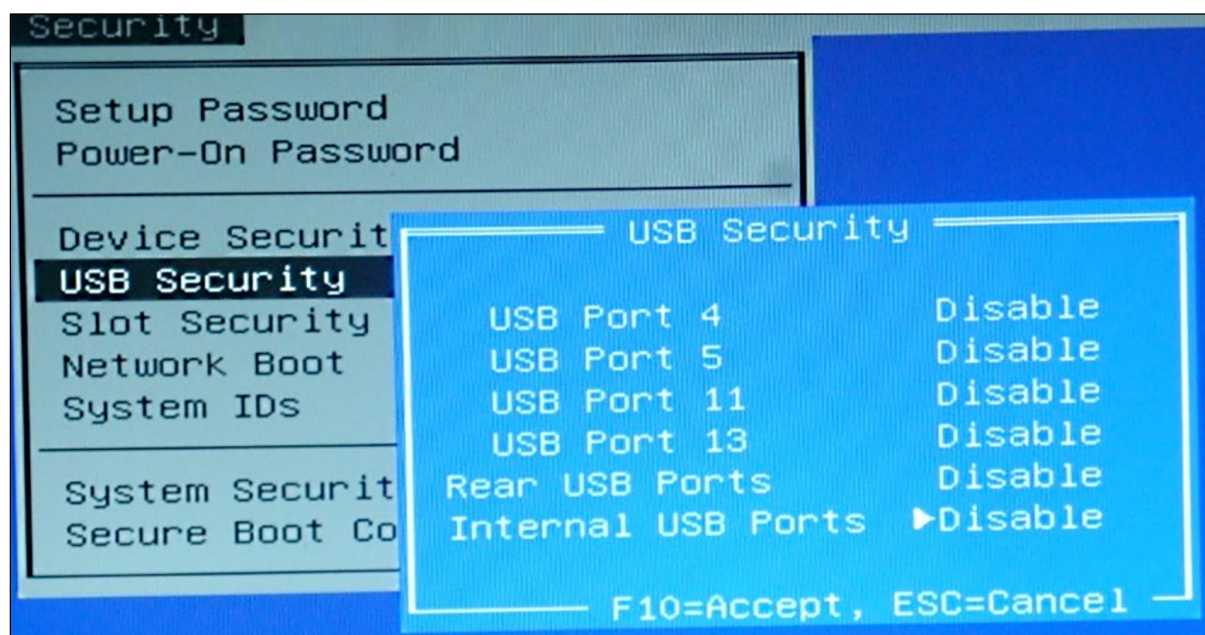 Security
Setup Password
Power-On Password
Device Securit
USB Security
Slot Security
Network Boot
System IDs
System Securit
Secure Boot Co
USB Security
USB Port 4 Disable
USB Port 5 Disable
USB Port 11 Disable
USB Port 13 Disable
Rear USB Ports Disable
Internal USB Ports ▶Disable
F10=Accept, ESC=Cancel